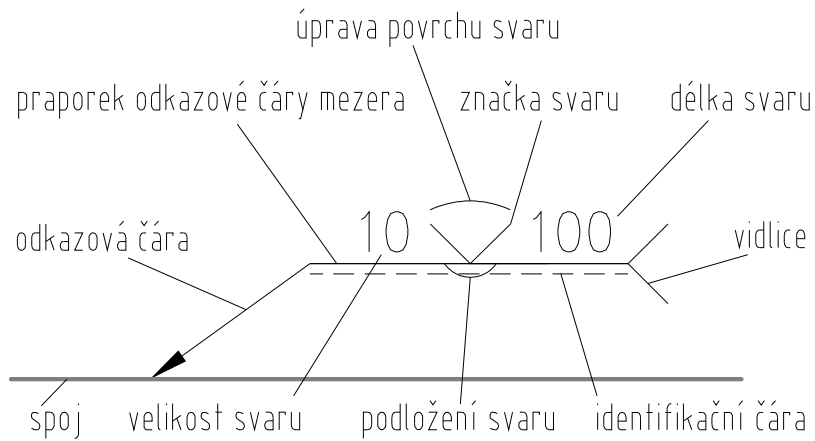 úprava povrchu svaru
praporek odkazové čáry mezera
značka svaru
délka svaru
10
100
odkazová čára
vidlice
spoj
velikost svaru
podložení svaru
identifikační čára